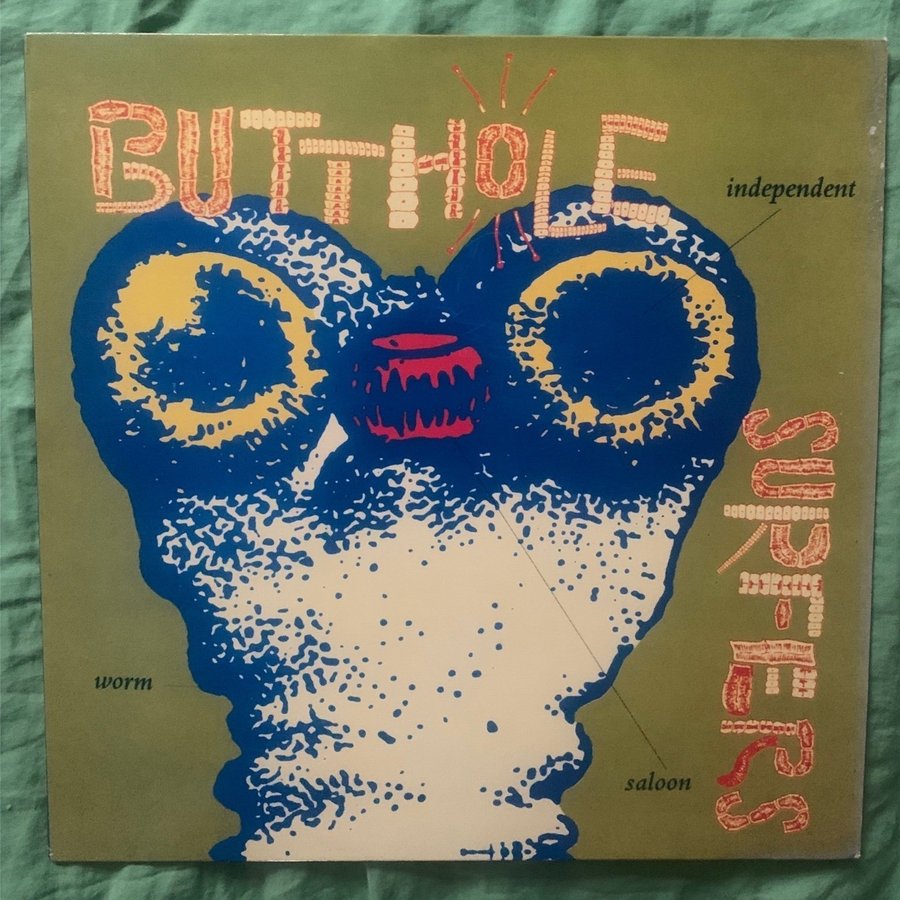 BUTTHOLE
independent
SURFERS
worm
saloon